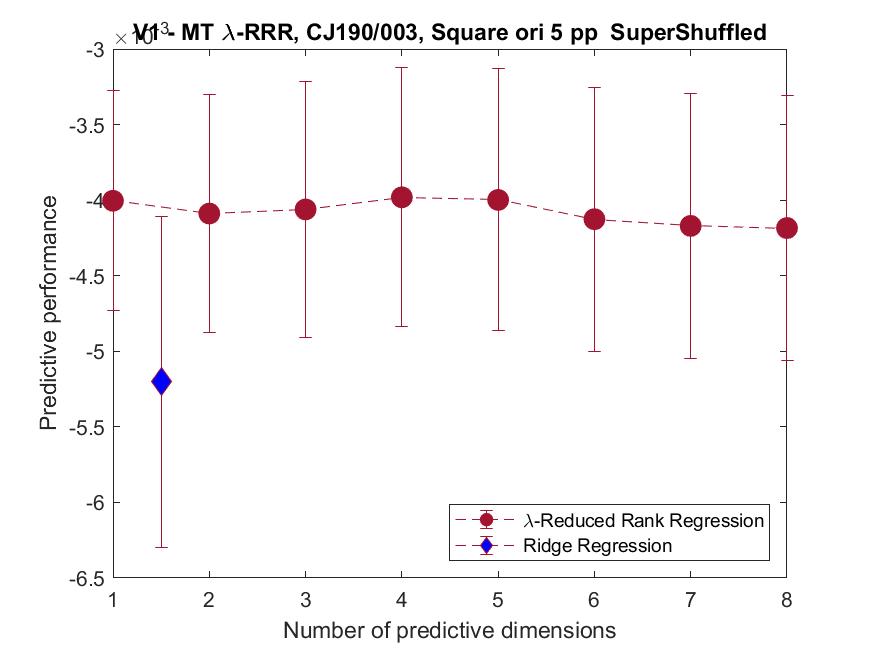 V1 - MT λ-RRR, CJ190/003, Square ori 5 pp  SuperShuffled
-3
-3.5
-4
-4.5
-5
-5.5
-6
-6.5
Predictive performance
λ-Reduced Rank Regression
Ridge Regression
1 2 3 4 5 6 7 8
Number of predictive dimensions